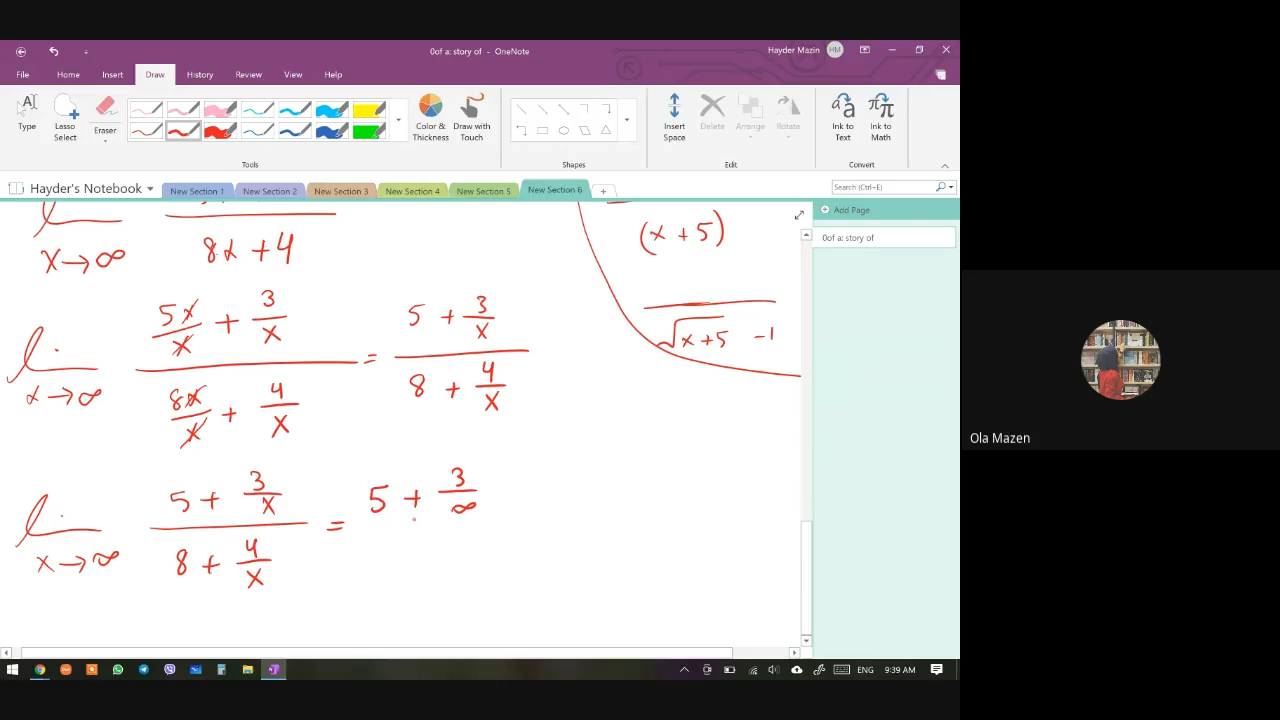 0of a: story of - OneNote
Hayder Mazin HM
File Home Insert Draw History Review View Help
Type Lasso Select Eraser Color & Thickness Draw with Touch Insert Space Delete Arrange Rotate Ink to Text Ink to Math
Tools Shapes Edit Convert
Hayder's Notebook New Section 1 New Section 2 New Section 3 New Section 4 New Section 5 New Section 6 + Search (Ctrl+E)
Add Page
0of a: story of
lim x→∞ 8x + 4
(x + 5)
lim x→∞ (5x/x + 3/x) / (8x/x + 4/x) = (5 + 3/x) / (8 + 4/x)
√x+5 -1
lim x→∞ (5 + 3/x) / (8 + 4/x) = 5 + 3/∞
Ola Mazen
ENG 9:39 AM